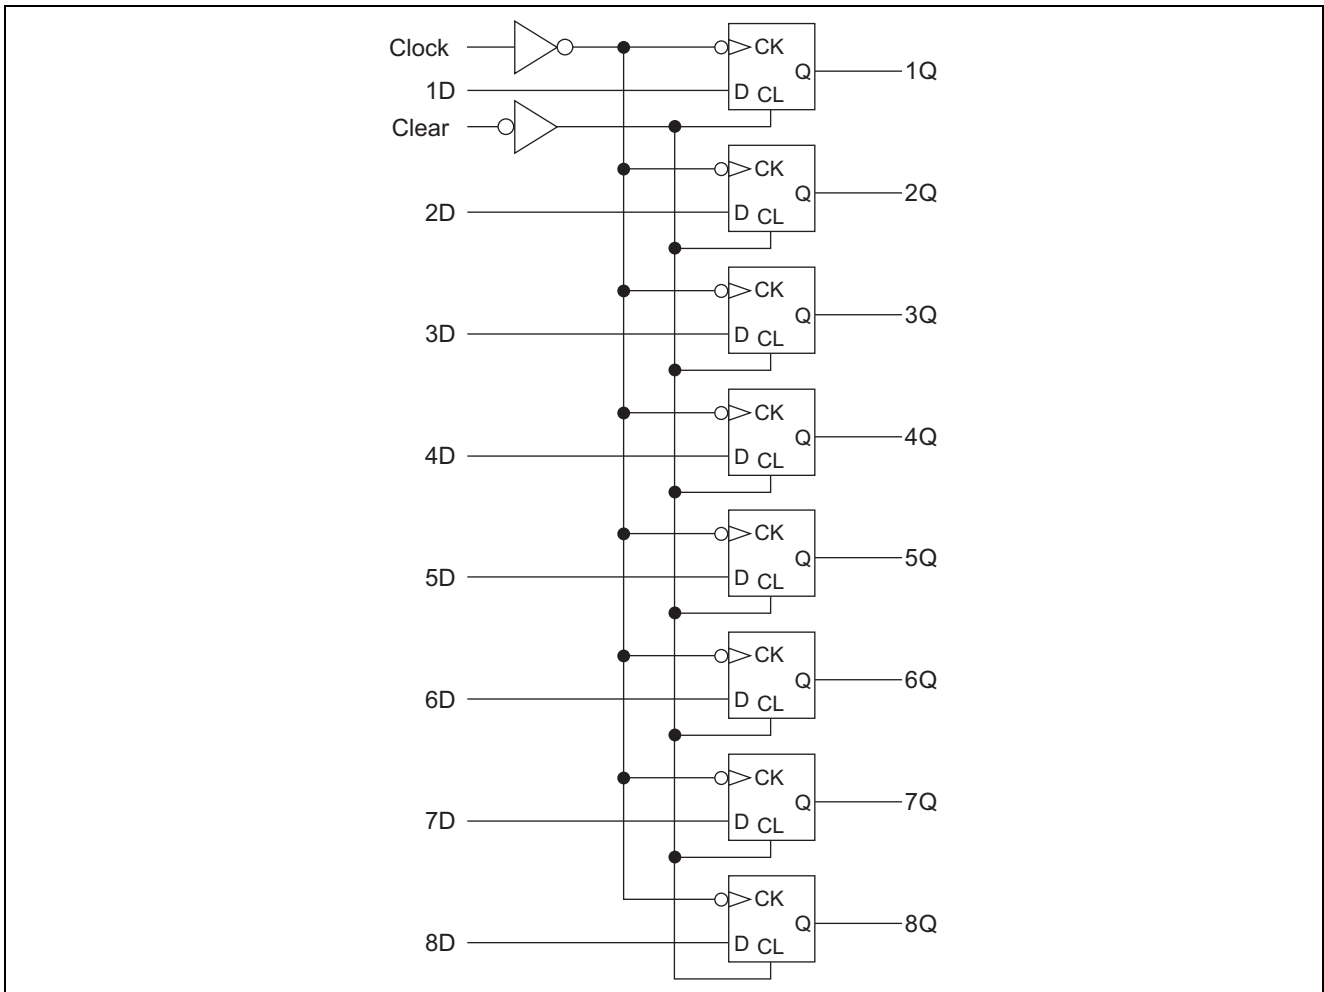 Clock CK
Q 1Q
1D D CL
Clear
CK
Q 2Q
2D D CL
CK
Q 3Q
3D D CL
CK
Q 4Q
4D D CL
CK
Q 5Q
5D D CL
CK
Q 6Q
6D D CL
CK
Q 7Q
7D D CL
CK
Q 8Q
8D D CL